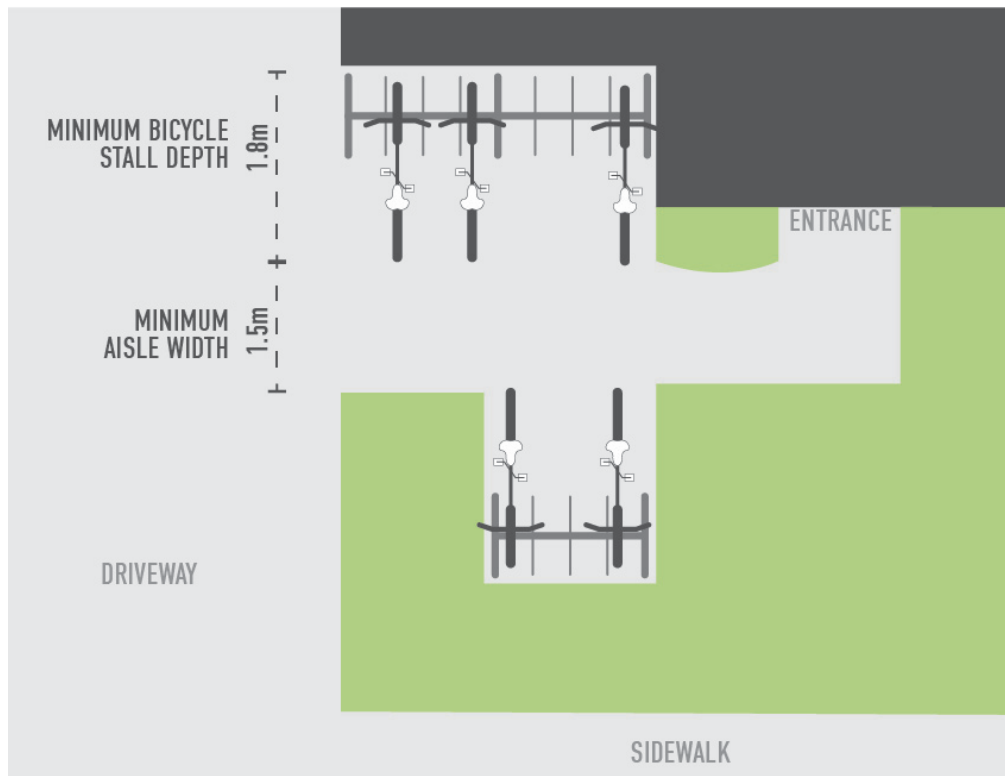 MINIMUM BICYCLE
STALL DEPTH
1.8m
ENTRANCE
MINIMUM
AISLE WIDTH
1.5m
DRIVEWAY
SIDEWALK